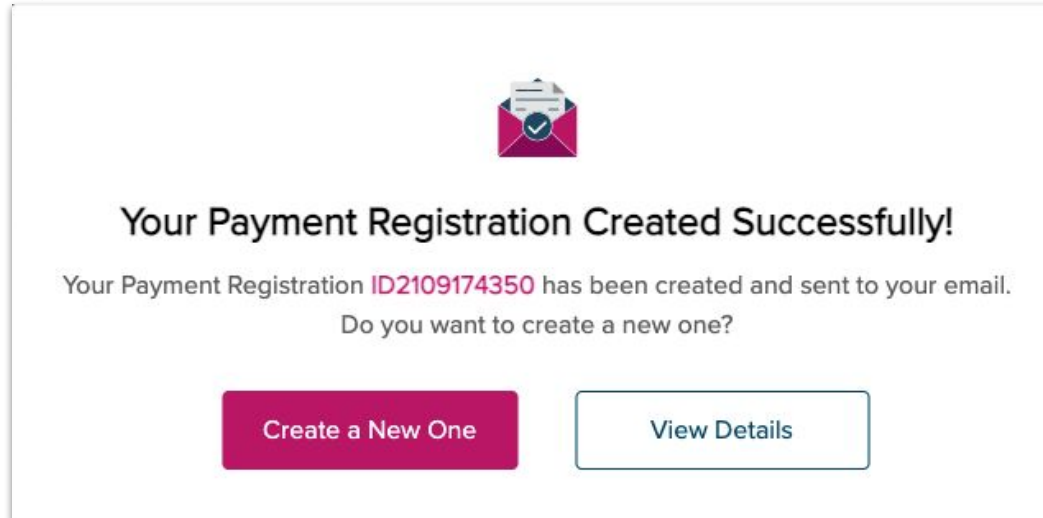 Your Payment Registration Created Successfully!
Your Payment Registration ID2109174350 has been created and sent to your email.
Do you want to create a new one?
Create a New One
View Details